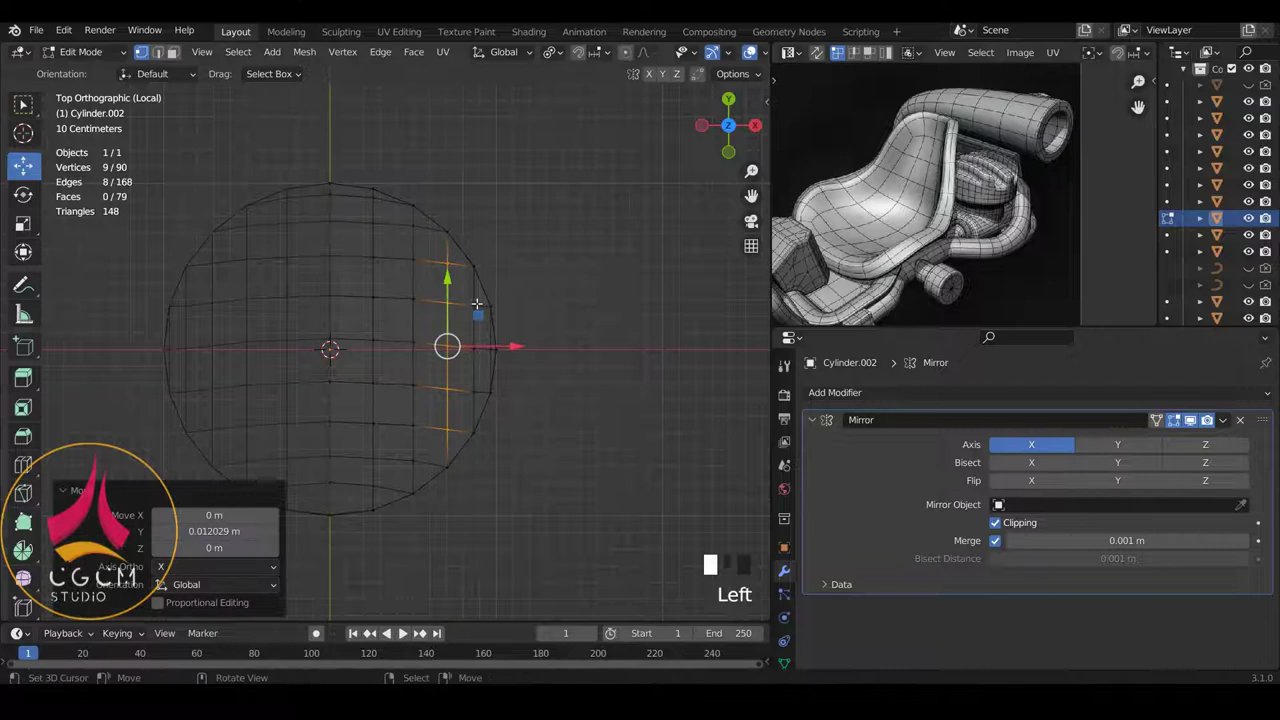 File Edit Render Window Help Layout Modeling Sculpting UV Editing Texture Paint Shading Animation Rendering Compositing Geometry Nodes Scripting Scene ViewLayer
Edit Mode View Select Add Mesh Vertex Edge Face UV Global View Select Image UV
Orientation: Default Drag: Select Box X Y Z Options Co
Top Orthographic (Local)
(1) Cylinder.002
10 Centimeters
Objects 1 / 1
Vertices 9 / 90
Edges 8 / 168
Faces 0 / 79
Triangles 148
Y
X
Z
Cylinder.002 Mirror
Add Modifier
Mirror
Axis X Y Z
Bisect X Y Z
Flip X Y Z
Mirror Object
Clipping
Merge 0.001 m
Bisect Distance 0.001 m
Data
Move X 0 m
Y 0.012029 m
Z 0 m
Axis Ortho X
Orientation Global
Proportional Editing
CGCM
STUDIO
Left
Playback Keying View Marker 1 Start 1 End 250
1 20 40 60 80 100 120 140 160 180 200 220 240
Set 3D Cursor Move Rotate View Select Move 3.1.0